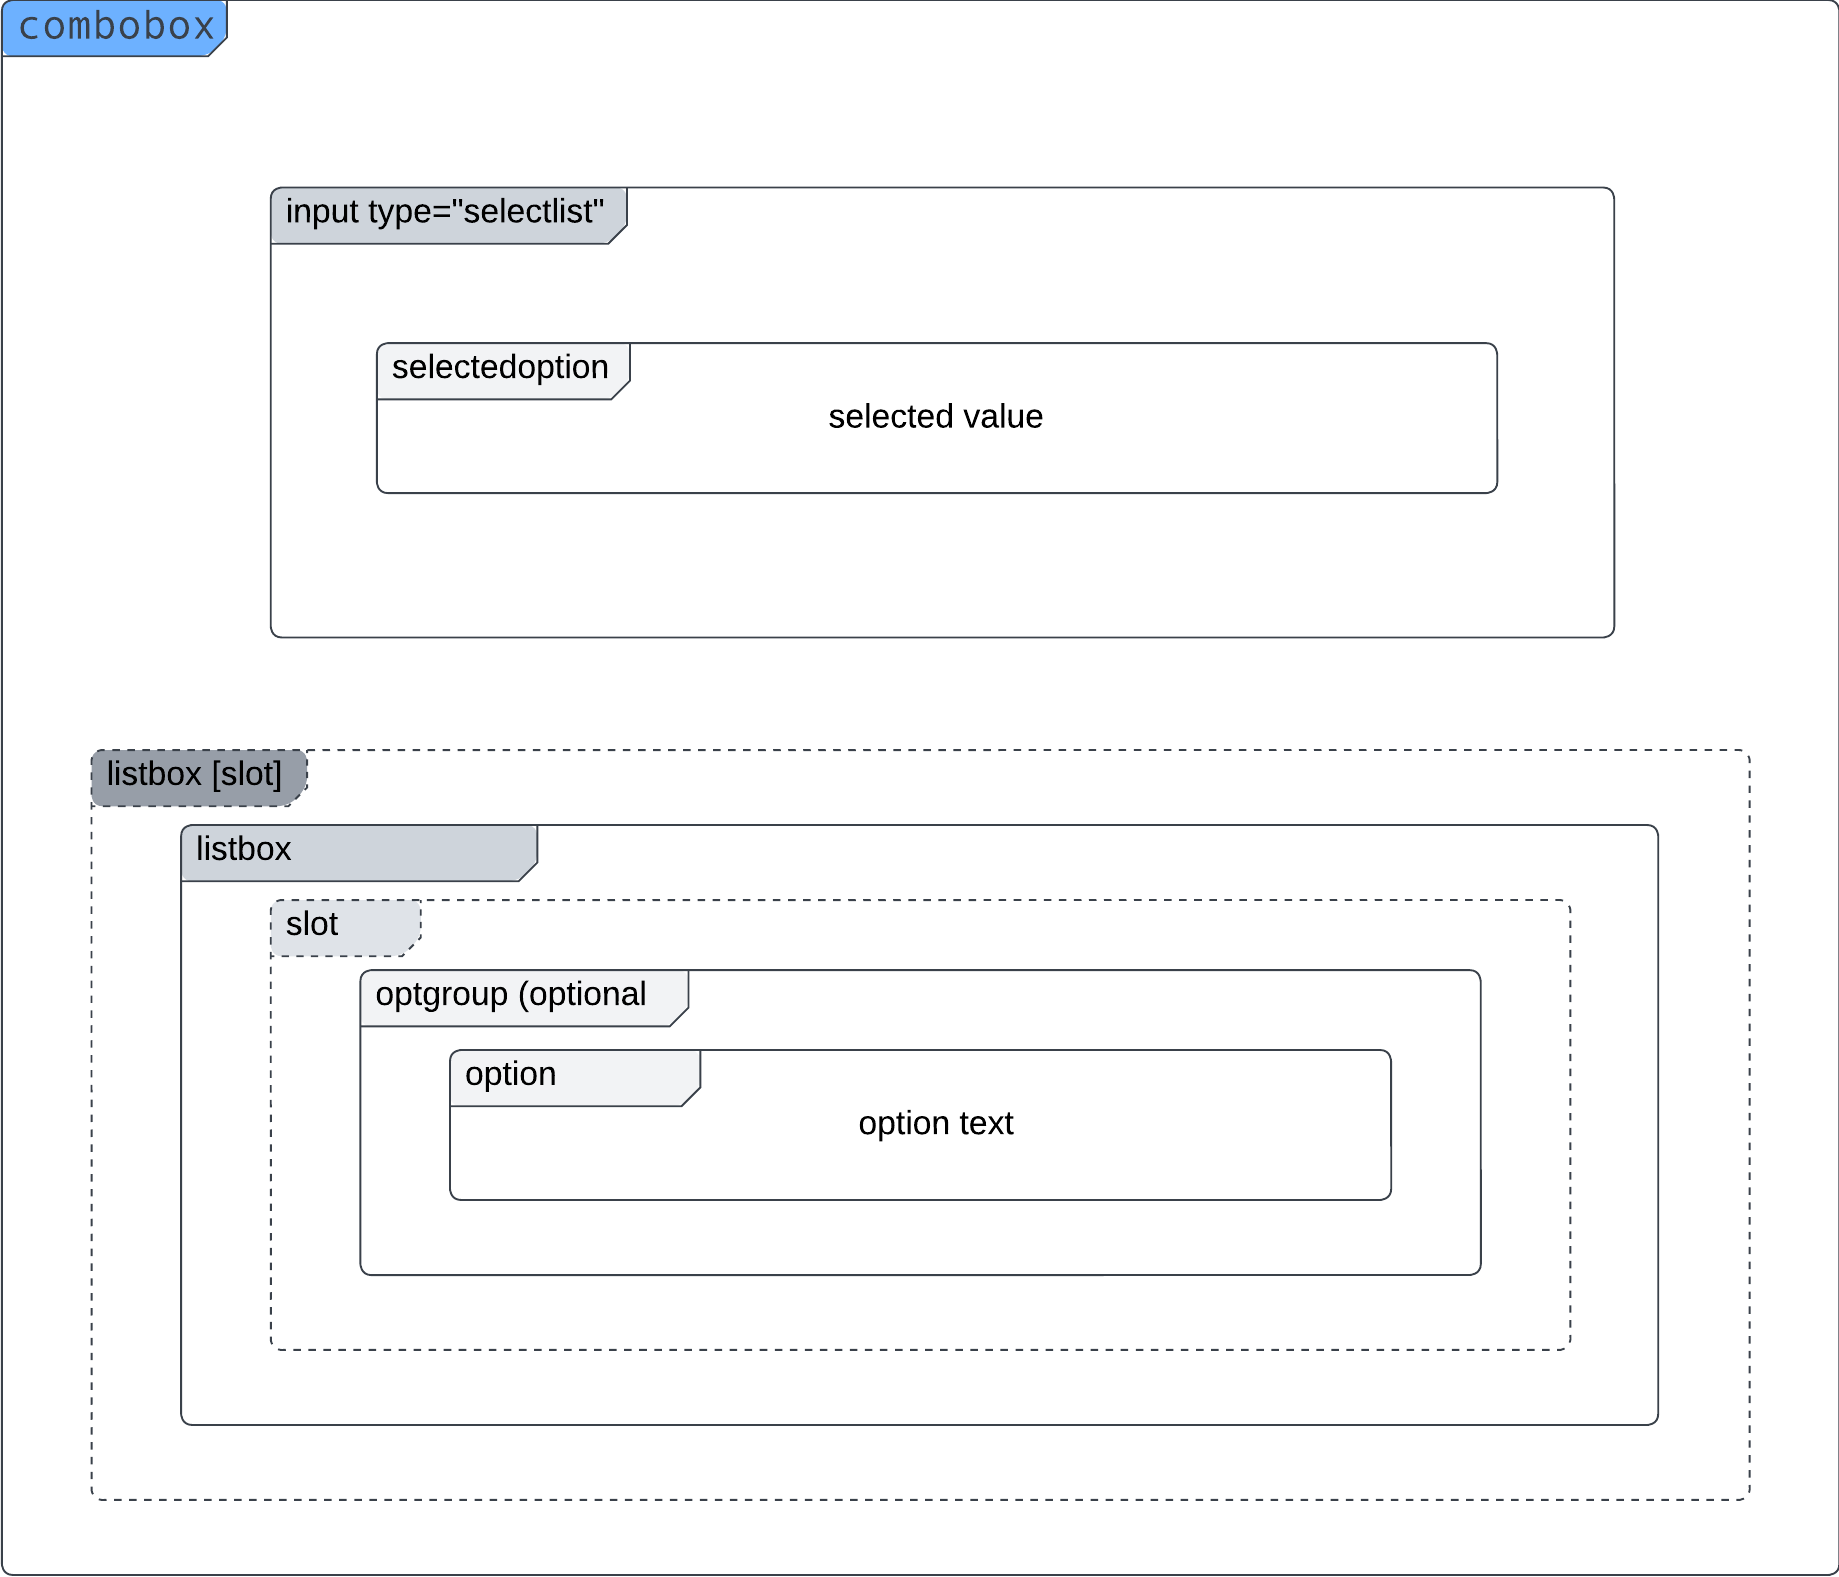 combobox
input type="selectlist"
selectedoption
selected value
listbox [slot]
listbox
slot
optgroup (optional
option
option text